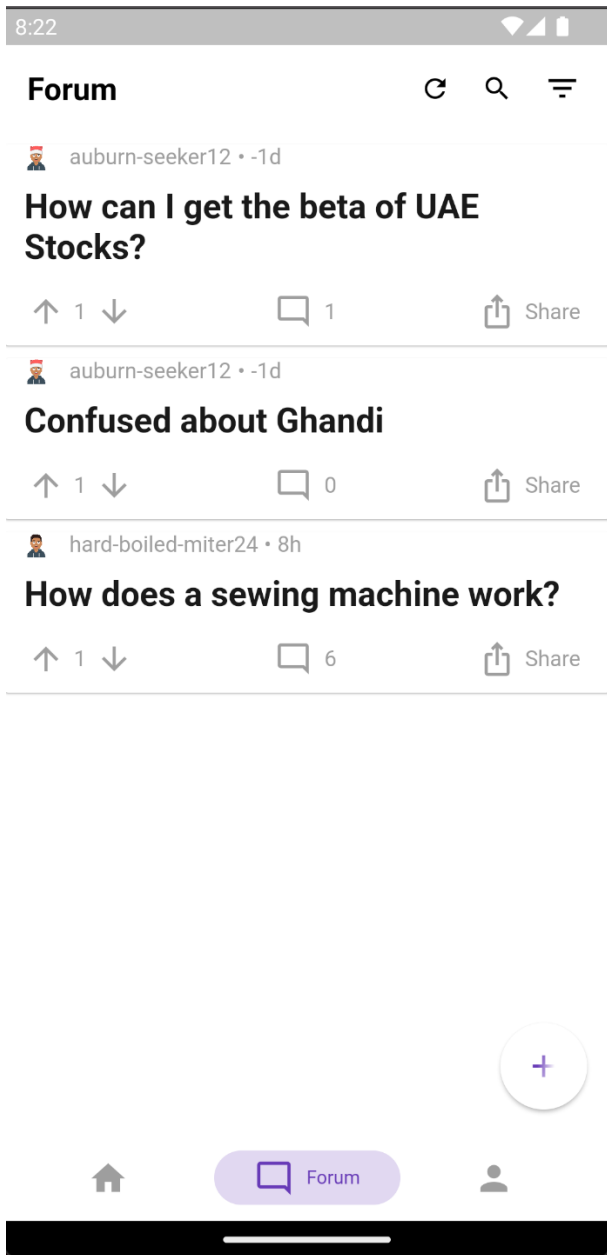 8:22
Forum
auburn-seeker12 • -1d
How can I get the beta of UAE
Stocks?
1
1
Share
auburn-seeker12 • -1d
Confused about Ghandi
1
0
Share
hard-boiled-miter24 • 8h
How does a sewing machine work?
1
6
Share
Forum